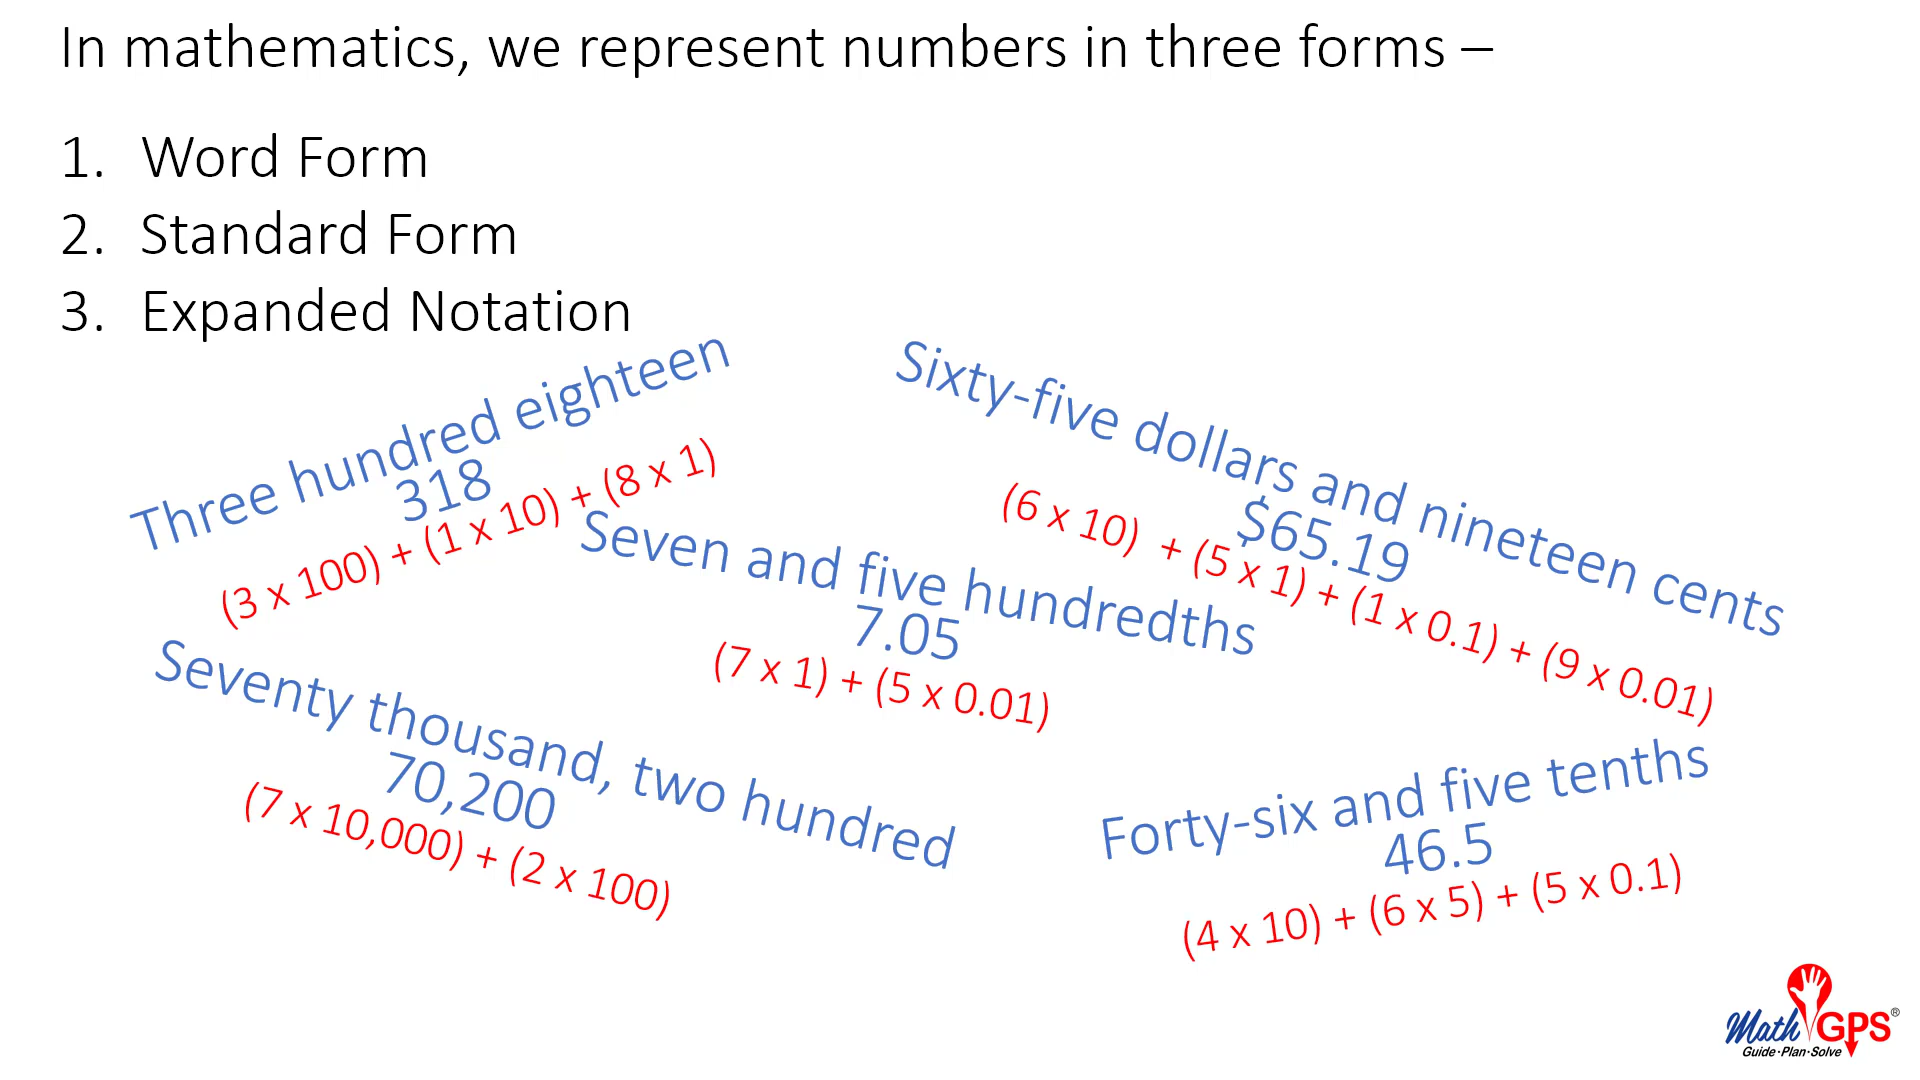 In mathematics, we represent numbers in three forms –
1. Word Form
2. Standard Form
3. Expanded Notation
Three hundred eighteen
318
(3 x 100) + (1 x 10) + (8 x 1)
Sixty-five dollars and nineteen cents
$65.19
(6 x 10) + (5 x 1) + (1 x 0.1) + (9 x 0.01)
Seven and five hundredths
7.05
(7 x 1) + (5 x 0.01)
Seventy thousand, two hundred
70,200
(7 x 10,000) + (2 x 100)
Forty-six and five tenths
46.5
(4 x 10) + (6 x 5) + (5 x 0.1)
Math GPS®
Guide·Plan·Solve